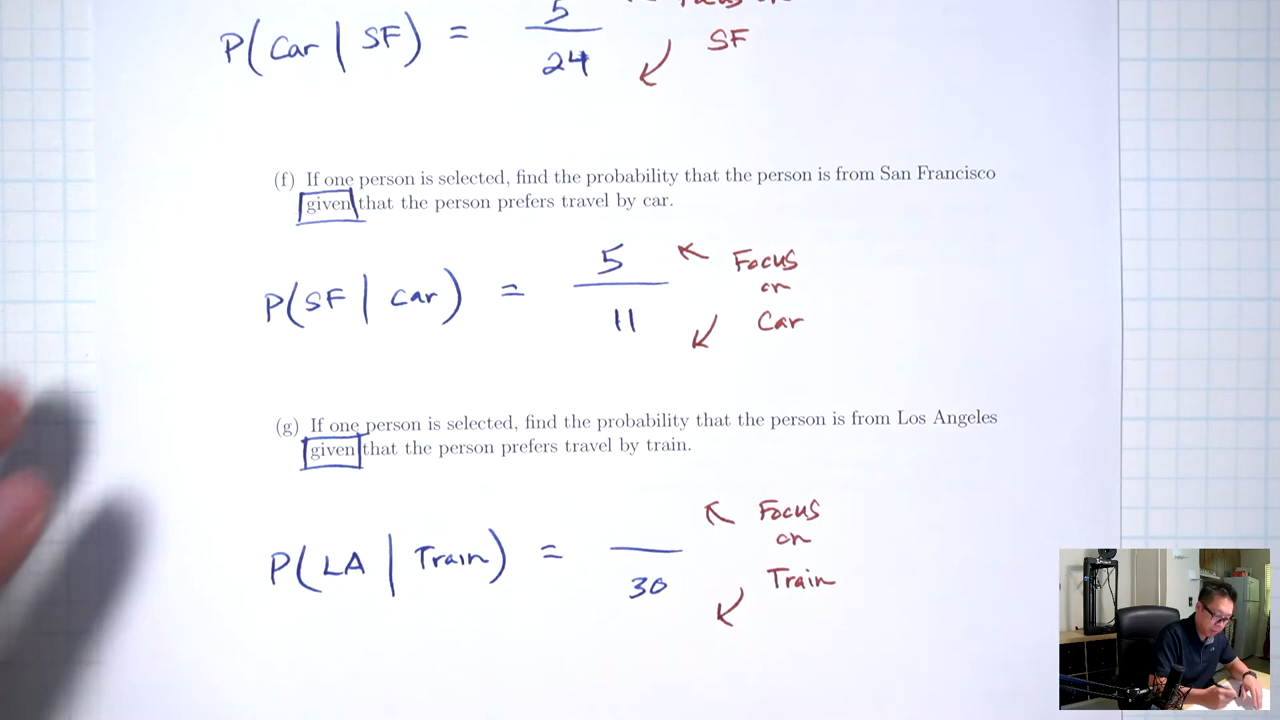 P(Car | SF) = 5/24
SF
(f) If one person is selected, find the probability that the person is from San Francisco
given that the person prefers travel by car.
P(SF | Car) = 5/11
Focus
on
Car
(g) If one person is selected, find the probability that the person is from Los Angeles
given that the person prefers travel by train.
P(LA | Train) = /30
Focus
on
Train